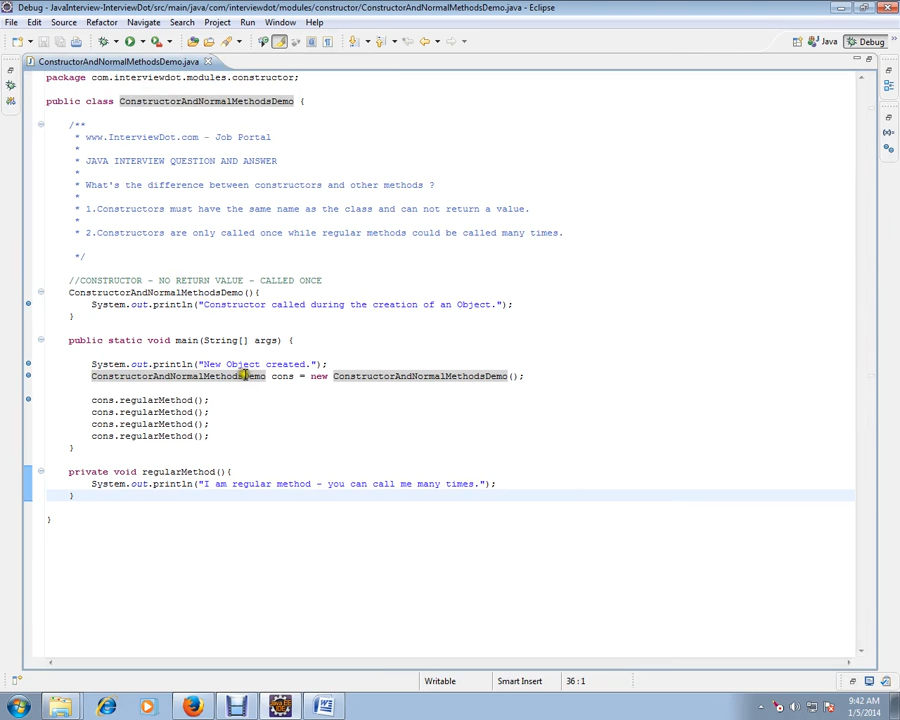 Debug - JavaInterview-InterviewDot/src/main/java/com/interviewdot/modules/constructor/ConstructorAndNormalMethodsDemo.java - Eclipse
File Edit Source Refactor Navigate Search Project Run Window Help
Java Debug
ConstructorAndNormalMethodsDemo.java
package com.interviewdot.modules.constructor;
public class ConstructorAndNormalMethodsDemo {
/**
* www.InterviewDot.com - Job Portal
*
* JAVA INTERVIEW QUESTION AND ANSWER
*
* What's the difference between constructors and other methods ?
*
* 1.Constructors must have the same name as the class and can not return a value.
*
* 2.Constructors are only called once while regular methods could be called many times.
*/
//CONSTRUCTOR - NO RETURN VALUE - CALLED ONCE
ConstructorAndNormalMethodsDemo(){
System.out.println("Constructor called during the creation of an Object.");
}
public static void main(String[] args) {
System.out.println("New Object created.");
ConstructorAndNormalMethodsDemo cons = new ConstructorAndNormalMethodsDemo();
cons.regularMethod();
cons.regularMethod();
cons.regularMethod();
cons.regularMethod();
}
private void regularMethod(){
System.out.println("I am regular method - you can call me many times.");
}
}
Writable Smart Insert 36 : 1
9:42 AM
1/5/2014